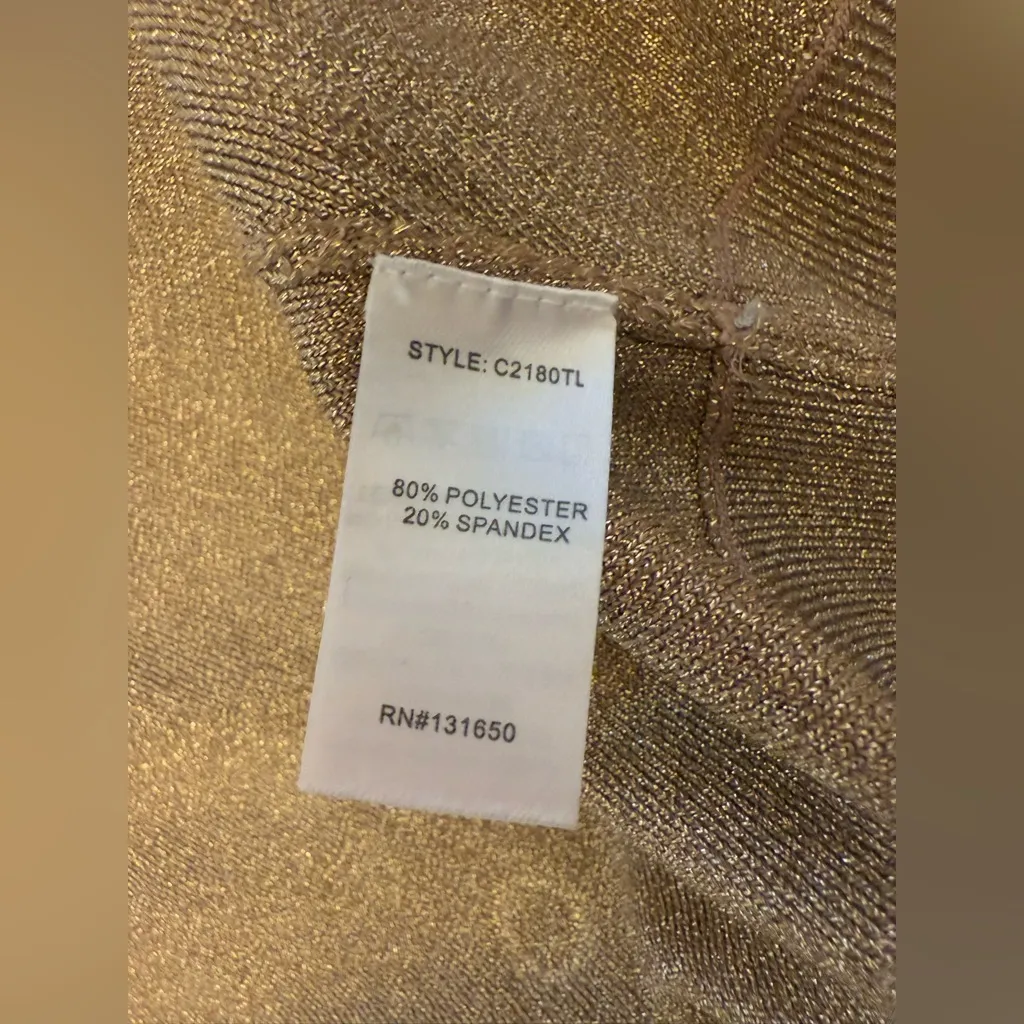 STYLE: C2180TL
80% POLYESTER
20% SPANDEX
RN#131650